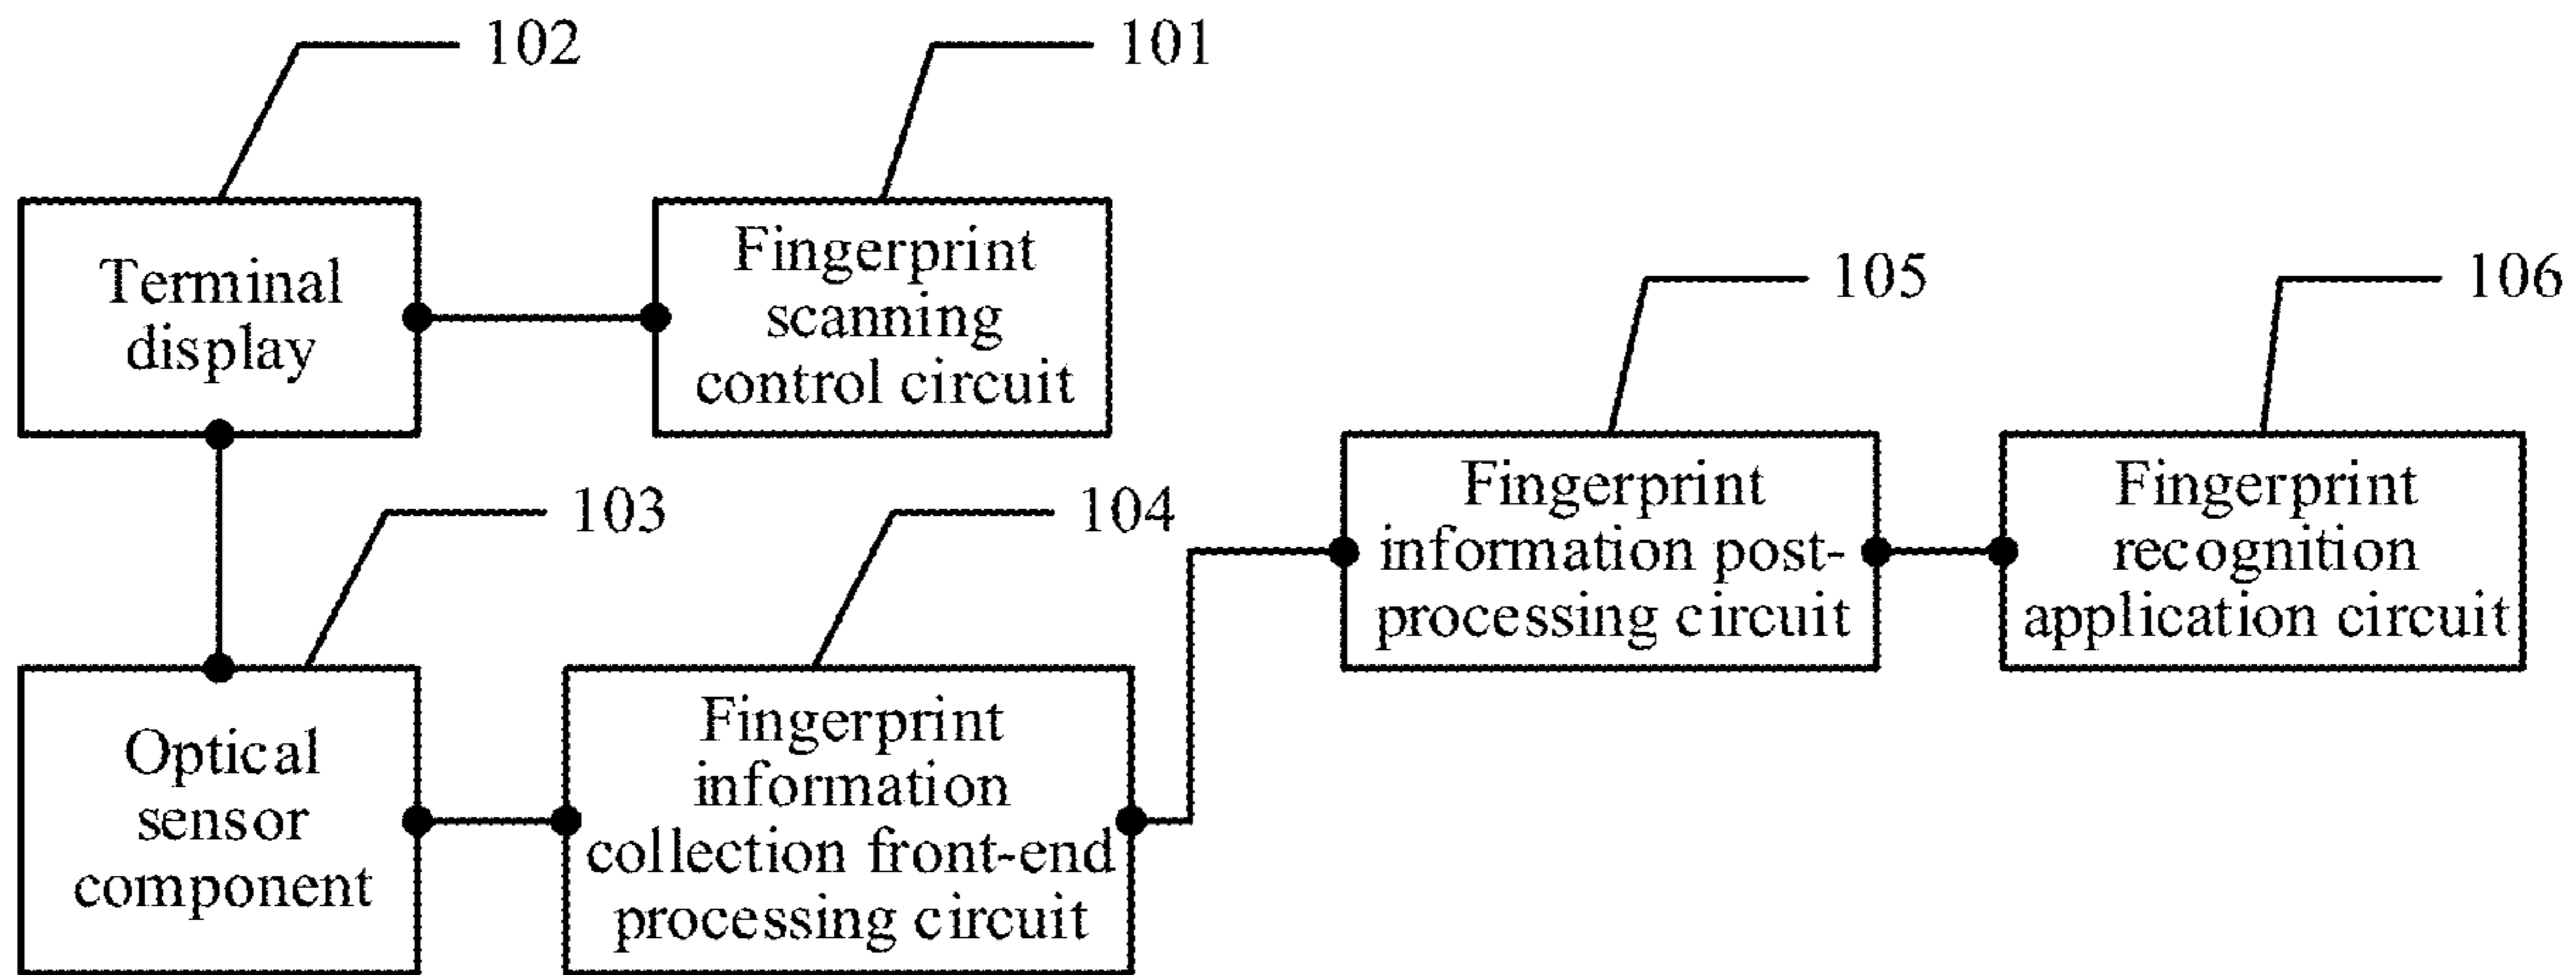 102
101
Terminal
display
Fingerprint
scanning
control circuit
105
106
103
104
Optical
sensor
component
Fingerprint
information
collection front-end
processing circuit
Fingerprint
information post-
processing circuit
Fingerprint
recognition
application circuit